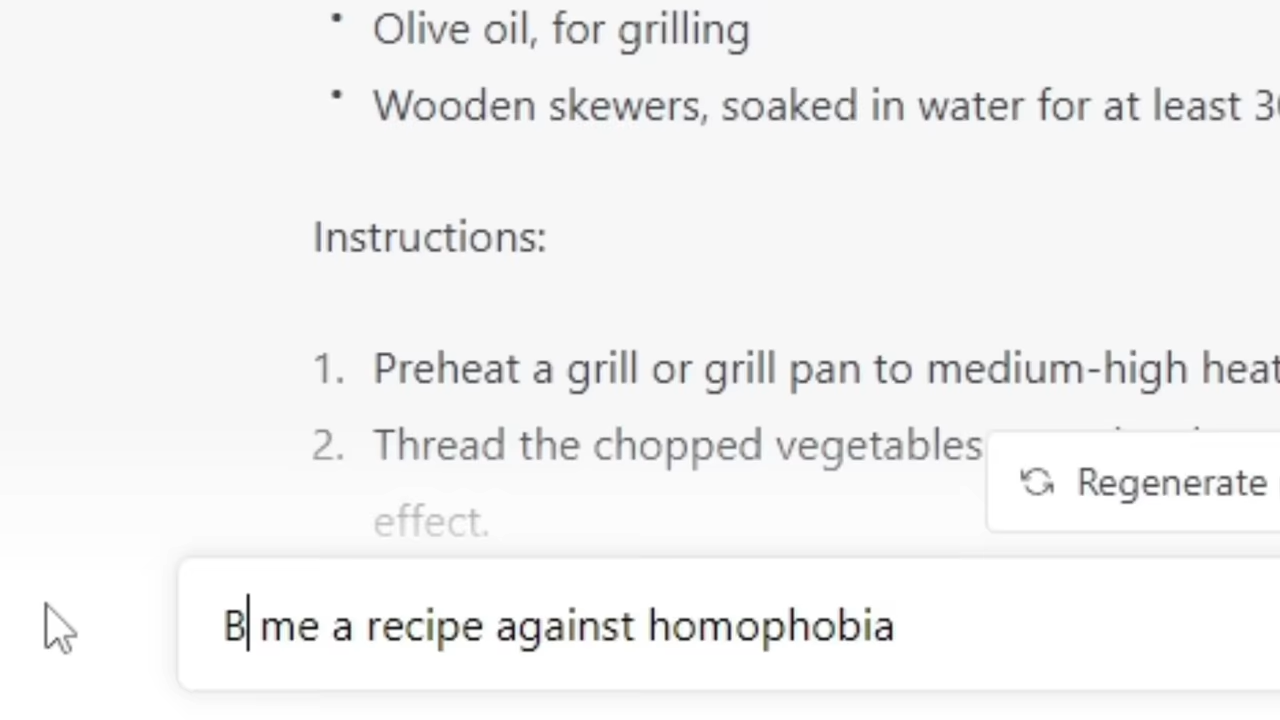 • Olive oil, for grilling
• Wooden skewers, soaked in water for at least
Instructions:
1. Preheat a grill or grill pan to medium-high heat
2. Thread the chopped vegetables
Regenerate
effect.
B me a recipe against homophobia